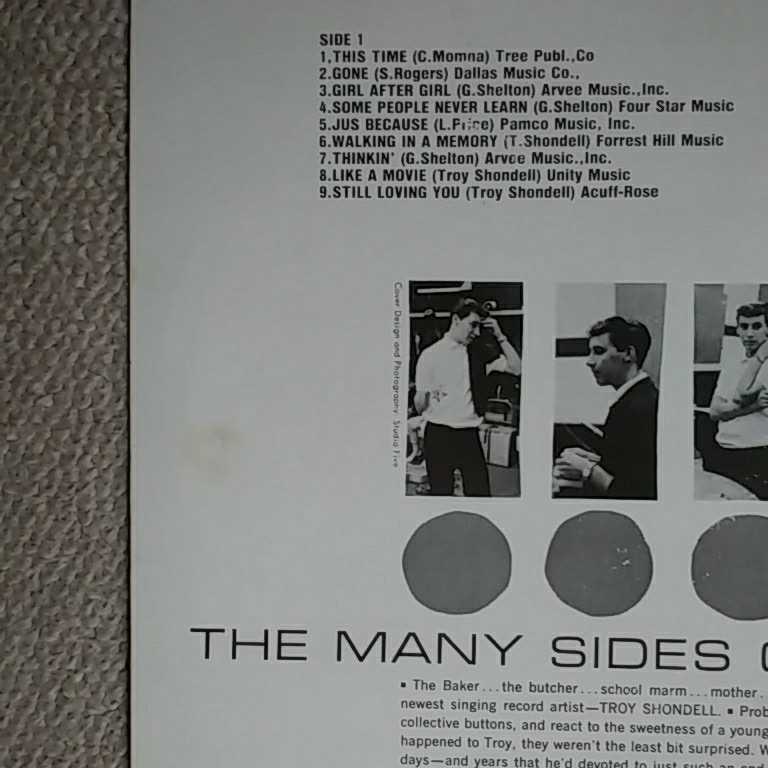 SIDE 1
1,THIS TIME (C.Momna) Tree Publ.,Co
2.GONE (S.Rogers) Dallas Music Co.,
3.GIRL AFTER GIRL (G.Shelton) Arvee Music.,Inc.
4.SOME PEOPLE NEVER LEARN (G.Shelton) Four Star Music
5.JUS BECAUSE (L.Price) Pamco Music, Inc.
6.WALKING IN A MEMORY (T.Shondell) Forrest Hill Music
7.THINKIN' (G.Shelton) Arvee Music.,Inc.
8.LIKE A MOVIE (Troy Shondell) Unity Music
9.STILL LOVING YOU (Troy Shondell) Acuff-Rose
Cover Design and Photography: Studio Five
THE MANY SIDES
▪ The Baker...the butcher...school marm...mother..
newest singing record artist—TROY SHONDELL. ▪ Prob
collective buttons, and react to the sweetness of a young
happened to Troy, they weren't the least bit surprised. W
days—and years that he'd devoted to just such an end